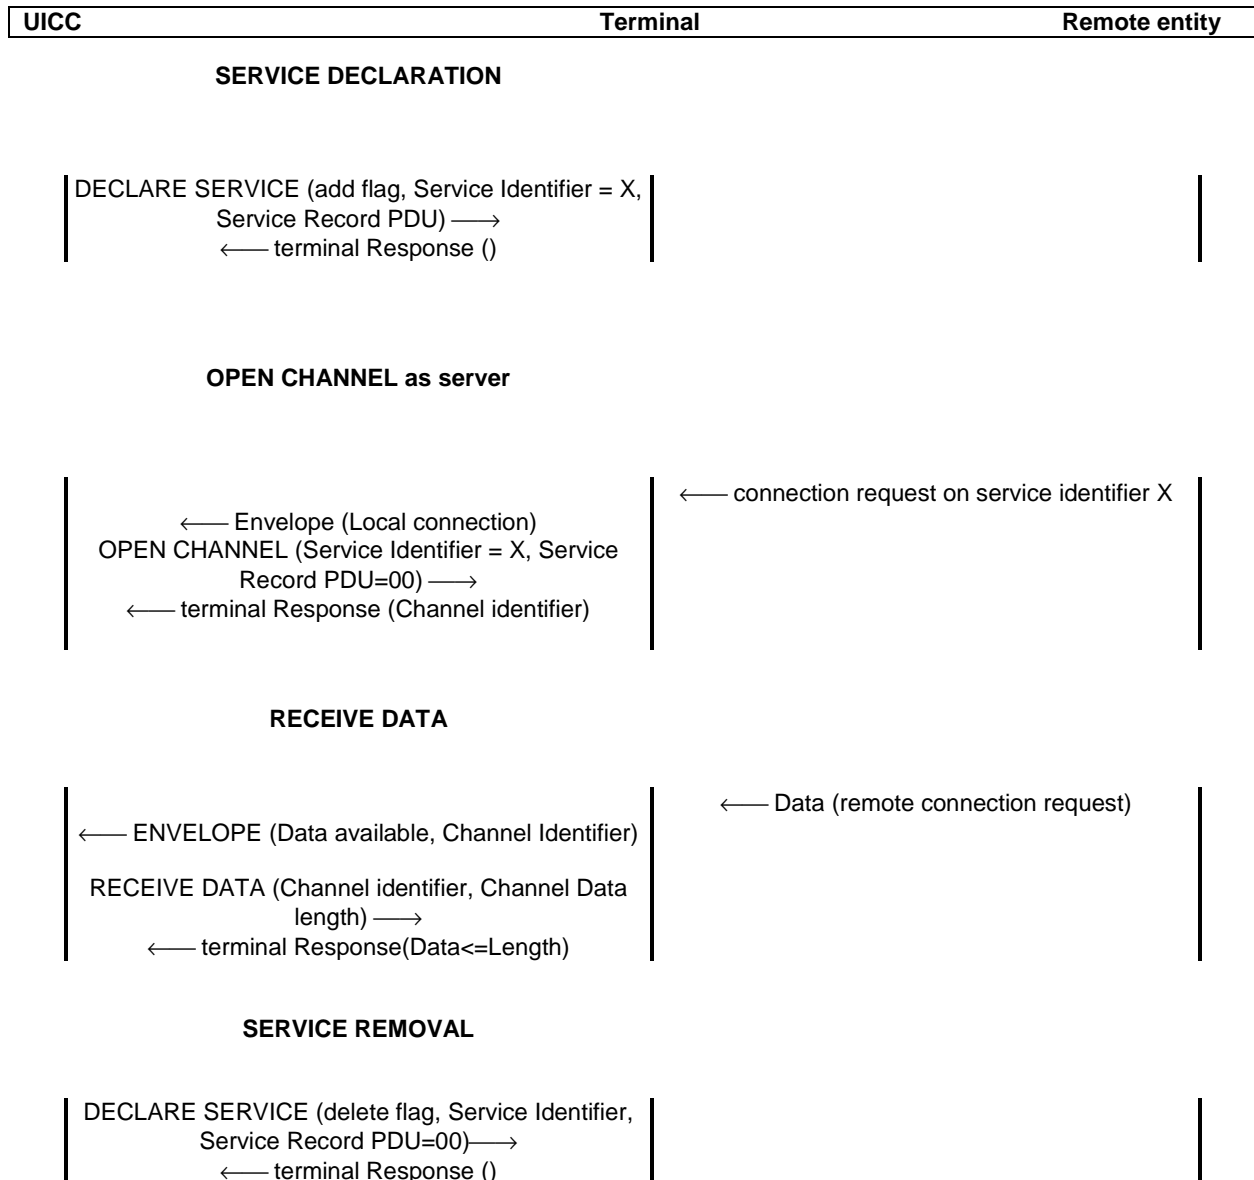 UICC Terminal Remote entity
SERVICE DECLARATION
DECLARE SERVICE (add flag, Service Identifier = X,
Service Record PDU) ⟶
⟵ terminal Response ()
OPEN CHANNEL as server
⟵ connection request on service identifier X
⟵ Envelope (Local connection)
OPEN CHANNEL (Service Identifier = X, Service
Record PDU=00) ⟶
⟵ terminal Response (Channel identifier)
RECEIVE DATA
⟵ Data (remote connection request)
⟵ ENVELOPE (Data available, Channel Identifier)
RECEIVE DATA (Channel identifier, Channel Data
length) ⟶
⟵ terminal Response(Data<=Length)
SERVICE REMOVAL
DECLARE SERVICE (delete flag, Service Identifier,
Service Record PDU=00)⟶
⟵ terminal Response ()